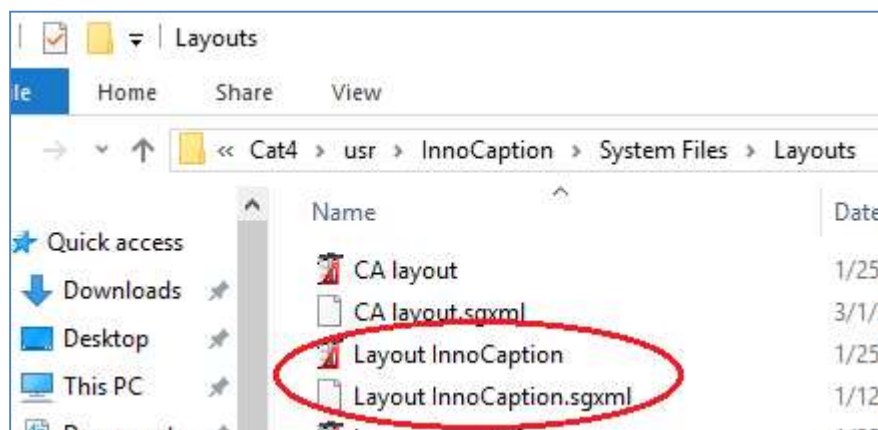 Layouts
le Home Share View
« Cat4 › usr › InnoCaption › System Files › Layouts
Name Date
Quick access
CA layout 1/25
Downloads
CA layout.sgxml 3/1/
Desktop
Layout InnoCaption 1/25
This PC
Layout InnoCaption.sgxml 1/12